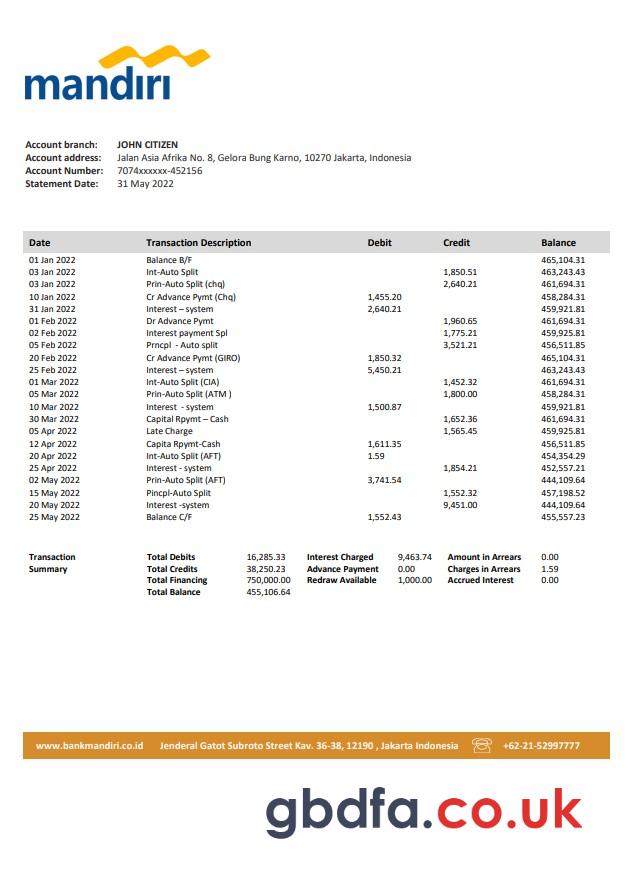 mandiri
Account branch: JOHN CITIZEN
Account address: Jalan Asia Afrika No. 8, Gelora Bung Karno, 10270 Jakarta, Indonesia
Account Number: 7074xxxxxx-452156
Statement Date: 31 May 2022
Date Transaction Description Debit Credit Balance
01 Jan 2022 Balance B/F 465,104.31
03 Jan 2022 Int-Auto Split 1,850.51 463,243.43
03 Jan 2022 Prin-Auto Split (chq) 2,640.21 461,694.31
10 Jan 2022 Cr Advance Pymt (Chq) 1,455.20 458,284.31
31 Jan 2022 Interest – system 2,640.21 459,921.81
01 Feb 2022 Dr Advance Pymt 1,960.65 461,694.31
02 Feb 2022 Interest payment Spl 1,775.21 459,925.81
05 Feb 2022 Prncpl - Auto split 3,521.21 456,511.85
20 Feb 2022 Cr Advance Pymt (GIRO) 1,850.32 465,104.31
25 Feb 2022 Interest – system 5,450.21 463,243.43
01 Mar 2022 Int-Auto Split (CIA) 1,452.32 461,694.31
05 Mar 2022 Prin-Auto Split (ATM ) 1,800.00 458,284.31
10 Mar 2022 Interest - system 1,500.87 459,921.81
30 Mar 2022 Capital Rpymt – Cash 1,652.36 461,694.31
05 Apr 2022 Late Charge 1,565.45 459,925.81
12 Apr 2022 Capita Rpymt-Cash 1,611.35 456,511.85
20 Apr 2022 Int-Auto Split (AFT) 1.59 454,354.29
25 Apr 2022 Interest - system 1,854.21 452,557.21
02 May 2022 Prin-Auto Split (AFT) 3,741.54 444,109.64
15 May 2022 Pincpl-Auto Split 1,552.32 457,198.52
20 May 2022 Interest -system 9,451.00 444,109.64
25 May 2022 Balance C/F 1,552.43 455,557.23
Transaction Total Debits 16,285.33 Interest Charged 9,463.74 Amount in Arrears 0.00
Summary Total Credits 38,250.23 Advance Payment 0.00 Charges in Arrears 1.59
Total Financing 750,000.00 Redraw Available 1,000.00 Accrued Interest 0.00
Total Balance 455,106.64
www.bankmandiri.co.id Jenderal Gatot Subroto Street Kav. 36-38, 12190 , Jakarta Indonesia +62-21-52997777
gbdfa.co.uk